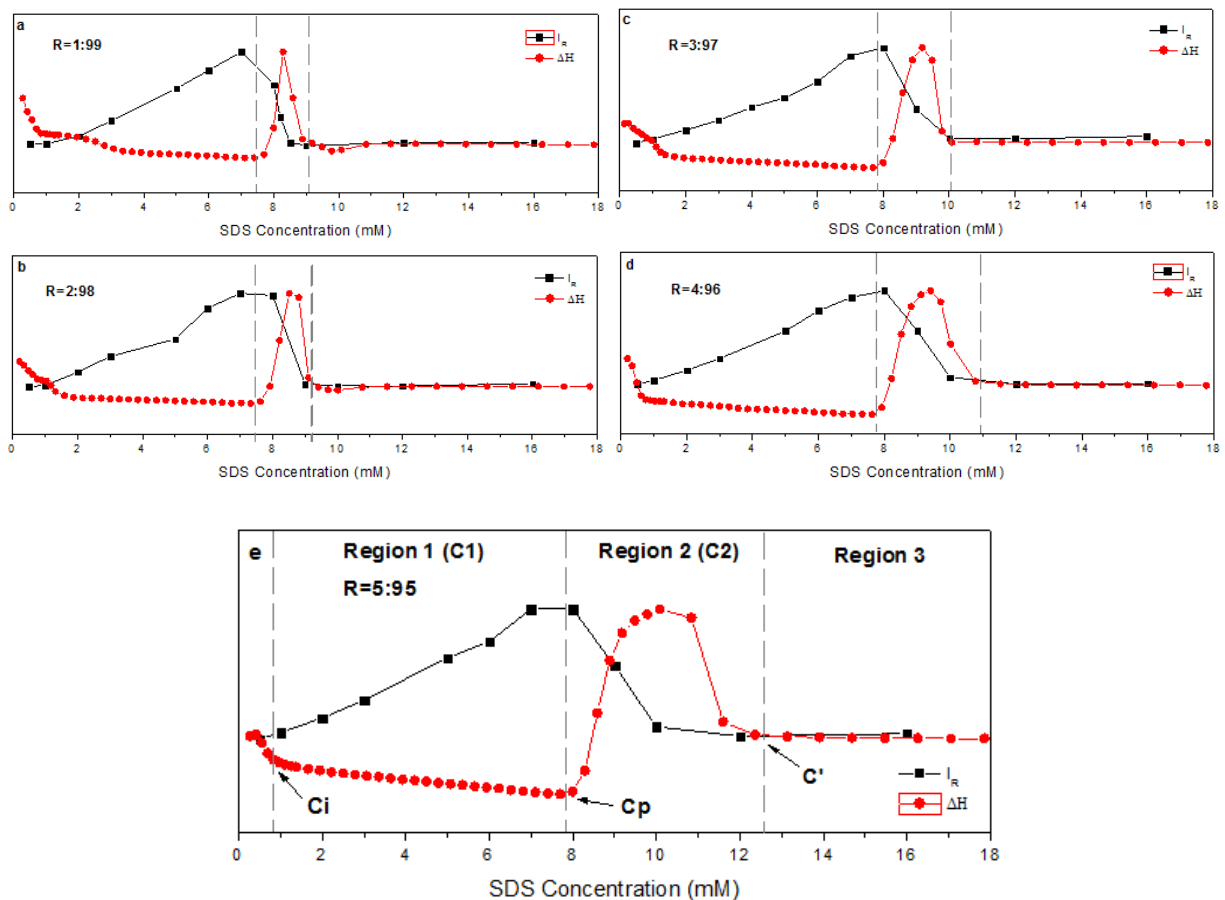 a
R=1:99
I_R
ΔH
0 2 4 6 8 10 12 14 16 18
SDS Concentration (mM)
c
R=3:97
I_R
ΔH
0 2 4 6 8 10 12 14 16 18
SDS Concentration (mM)
b
R=2:98
I_R
ΔH
0 2 4 6 8 10 12 14 16 18
SDS Concentration (mM)
d
R=4:96
I_R
ΔH
0 2 4 6 8 10 12 14 16 18
SDS Concentration (mM)
e Region 1 (C1) Region 2 (C2) Region 3
R=5:95
Ci
Cp
C'
I_R
ΔH
0 2 4 6 8 10 12 14 16 18
SDS Concentration (mM)